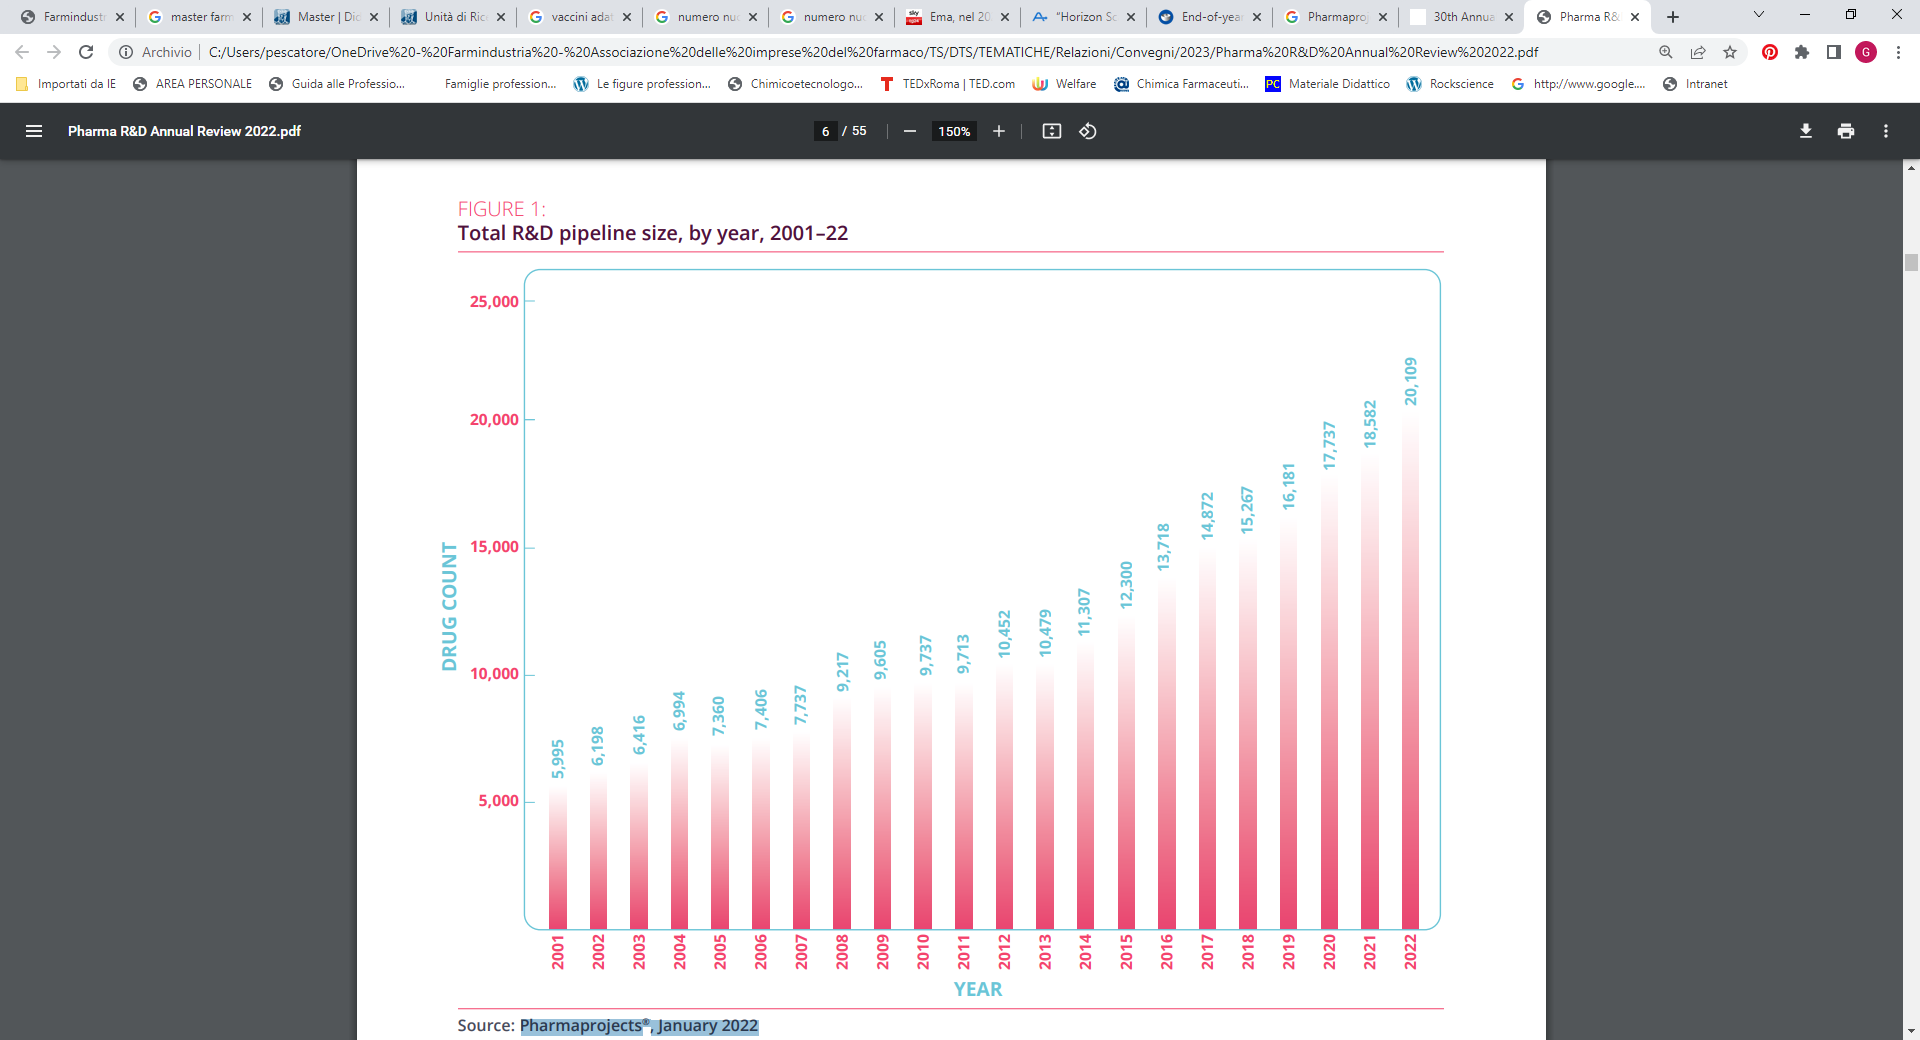 Farmindust
master farm
Master | Dic
Unità di Ric
vaccini adat
numero nuo
numero nuo
Ema, nel 20
"Horizon Sc
End-of-year
Pharmaproj
30th Annua
Pharma R&
Archivio
C:/Users/pescatore/OneDrive%20-%20Farmindustria%20-%20Associazione%20delle%20imprese%20del%20farmaco/TS/DTS/TEMATICHE/Relazioni/Convegni/2023/Pharma%20R&D%20Annual%20Review%202022.pdf
G
Importati da IE
AREA PERSONALE
Guida alle Professio...
Famiglie profession...
Le figure profession...
Chimicoetecnologo...
TEDxRoma | TED.com
Welfare
Chimica Farmaceuti...
PC Materiale Didattico
Rockscience
http://www.google....
Intranet
Pharma R&D Annual Review 2022.pdf
6 / 55
150%
FIGURE 1:
Total R&D pipeline size, by year, 2001–22
DRUG COUNT
25,000
20,000
15,000
10,000
5,000
5,995
6,198
6,416
6,994
7,360
7,406
7,737
9,217
9,605
9,737
9,713
10,452
10,479
11,307
12,300
13,718
14,872
15,267
16,181
17,737
18,582
20,109
2001
2002
2003
2004
2005
2006
2007
2008
2009
2010
2011
2012
2013
2014
2015
2016
2017
2018
2019
2020
2021
2022
YEAR
Source: Pharmaprojects®, January 2022